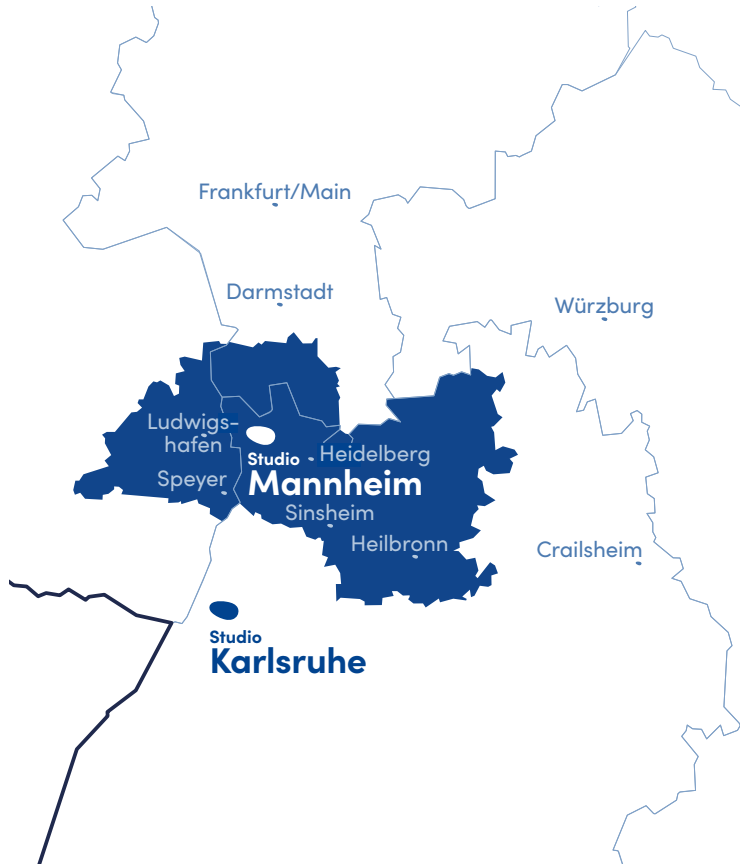 Frankfurt/Main
Darmstadt
Würzburg
Ludwigs-
hafen
Studio
Heidelberg
Mannheim
Speyer
Sinsheim
Heilbronn
Crailsheim
Studio
Karlsruhe